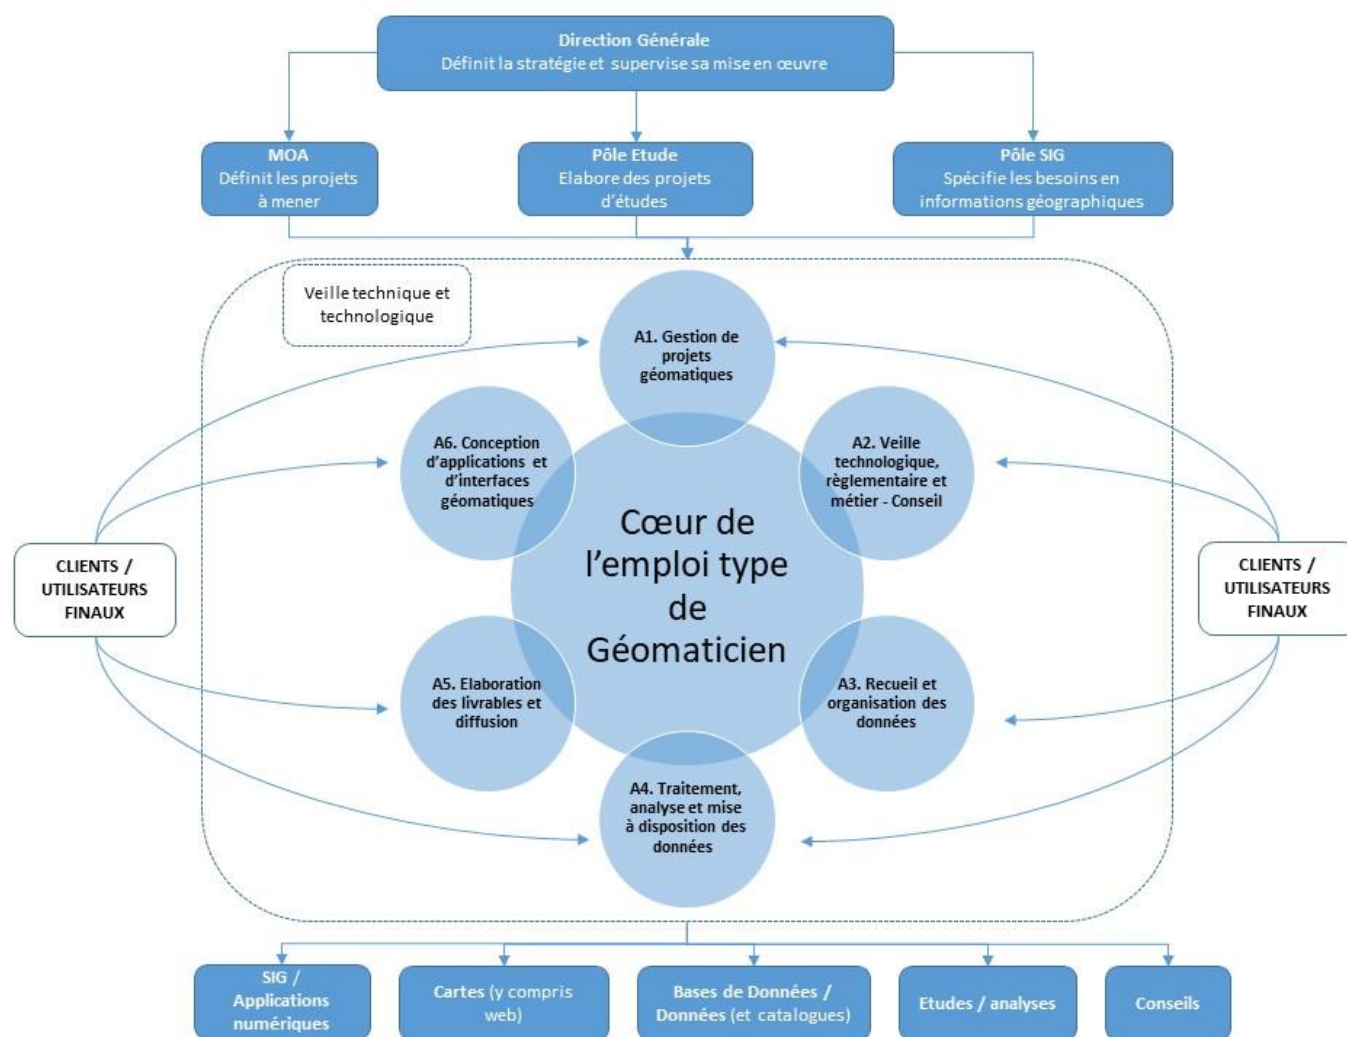 Direction Générale
Définit la stratégie et supervise sa mise en œuvre
MOA
Définit les projets
à mener
Pôle Etude
Elabore des projets
d'études
Pôle SIG
Spécifie les besoins en
informations géographiques
Veille technique et
technologique
A1. Gestion de
projets
géomatiques
A6. Conception
d'applications et
d'interfaces
géomatiques
A2. Veille
technologique,
règlementaire et
métier - Conseil
Cœur de
l'emploi type
de
Géomaticien
CLIENTS /
UTILISATEURS
FINAUX
CLIENTS /
UTILISATEURS
FINAUX
A5. Elaboration
des livrables et
diffusion
A3. Recueil et
organisation des
données
A4. Traitement,
analyse et mise
à disposition des
données
SIG /
Applications
numériques
Cartes (y compris
web)
Bases de Données /
Données (et catalogues)
Etudes / analyses
Conseils